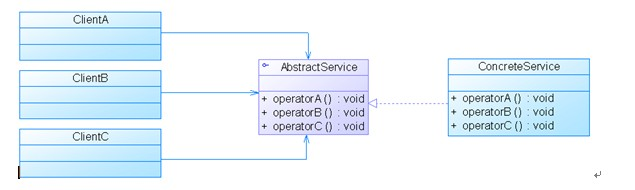 ClientA
ClientB
ClientC
AbstractService
+ operatorA () : void
+ operatorB () : void
+ operatorC () : void
ConcreteService
+ operatorA () : void
+ operatorB () : void
+ operatorC () : void